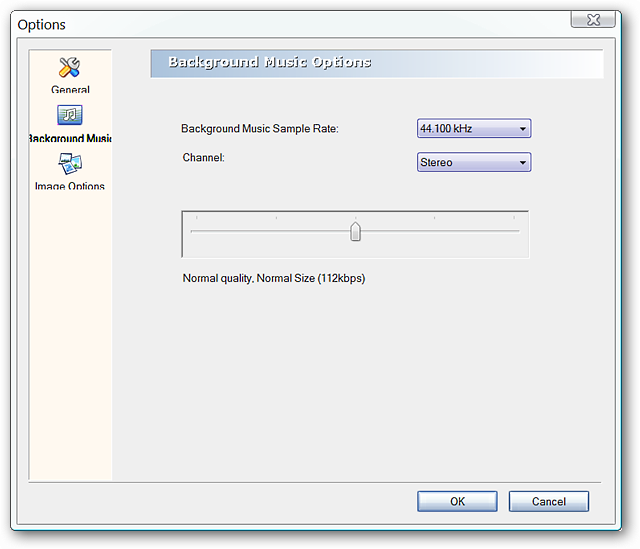 Options
General
Background Music
Image Options
Background Music Options
Background Music Sample Rate:
44.100 kHz
Channel:
Stereo
Normal quality, Normal Size (112kbps)
OK
Cancel